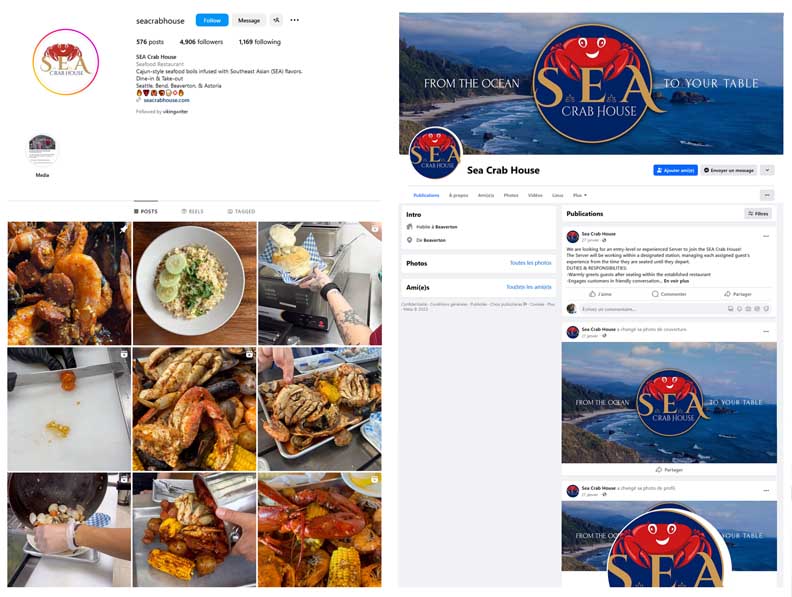 seacrabhouse
Follow
Message
576 posts
4,906 followers
1,169 following
SEA Crab House
Seafood Restaurant
Cajun-style seafood boils infused with Southeast Asian (SEA) flavors.
Dine-in & Take-out
Seattle, Bend, Beaverton, & Astoria
seacrabhouse.com
Followed by vikingwriter
SEA
CRAB HOUSE
Media
POSTS
REELS
TAGGED
FROM THE OCEAN
SEA
CRAB HOUSE
TO YOUR TABLE
SEA
CRAB HOUSE
Sea Crab House
Ajouter ami(e)
Envoyer un message
Publications
À propos
Ami(e)s
Photos
Vidéos
Lieux
Plus
Intro
Habite à Beaverton
De Beaverton
Photos
Toutes les photos
Ami(e)s
Tou(te)s les ami(e)s
Confidentialité · Conditions générales · Publicités · Choix publicitaires · Cookies · Plus
· Meta © 2023
Publications
Filtres
Sea Crab House
27 janvier ·
We are looking for an entry-level or experienced Server to join the SEA Crab House!
The Server will be working within a designated station, managing each assigned guest's
experience from the time they are seated until they depart.
DUTIES & RESPONSIBILITIES:
-Warmly greets guests after seating within the established restaurant
-Engages customers in friendly conversation... En voir plus
J'aime
Commenter
Partager
Écrivez un commentaire...
Sea Crab House a changé sa photo de couverture.
27 janvier ·
FROM THE OCEAN
SEA
CRAB HOUSE
TO YOUR TABLE
Partager
Sea Crab House a changé sa photo de profil.
27 janvier ·
FROM THE OCEAN
TO YOUR TABLE
SEA